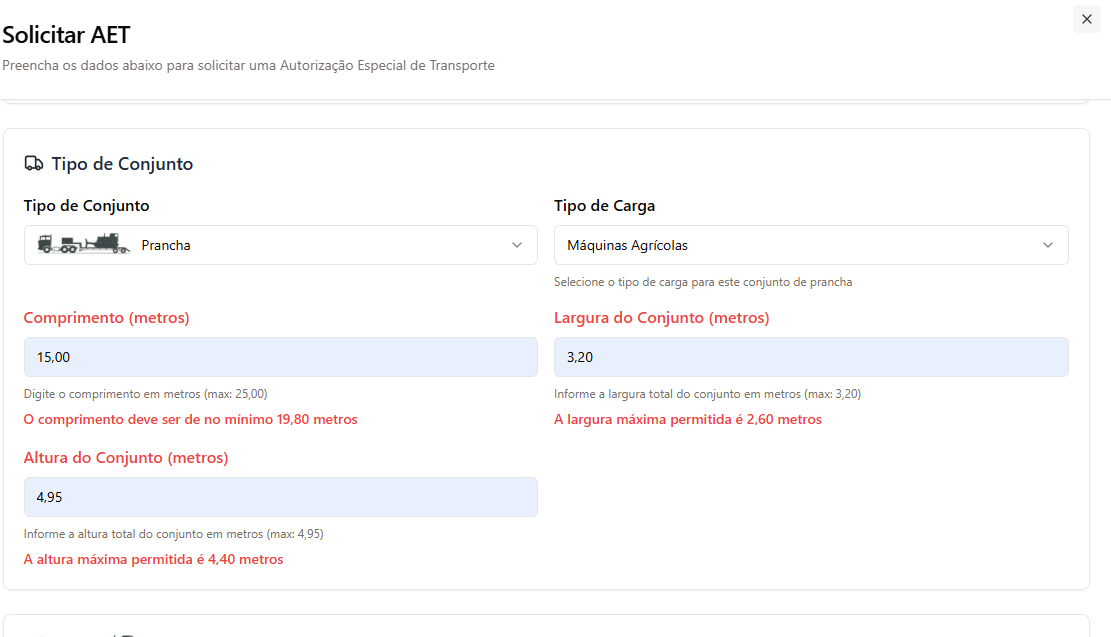 Solicitar AET
Preencha os dados abaixo para solicitar uma Autorização Especial de Transporte
Tipo de Conjunto
Tipo de Conjunto
Prancha
Tipo de Carga
Máquinas Agrícolas
Selecione o tipo de carga para este conjunto de prancha
Comprimento (metros)
15,00
Digite o comprimento em metros (max: 25,00)
O comprimento deve ser de no mínimo 19,80 metros
Largura do Conjunto (metros)
3,20
Informe a largura total do conjunto em metros (max: 3,20)
A largura máxima permitida é 2,60 metros
Altura do Conjunto (metros)
4,95
Informe a altura total do conjunto em metros (max: 4,95)
A altura máxima permitida é 4,40 metros